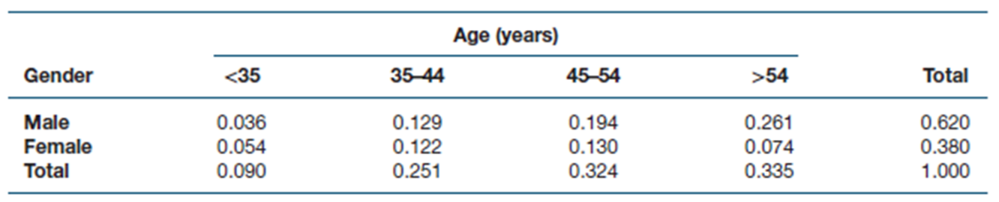 Age (years)
Gender <35 35–44 45–54 >54 Total
Male 0.036 0.129 0.194 0.261 0.620
Female 0.054 0.122 0.130 0.074 0.380
Total 0.090 0.251 0.324 0.335 1.000